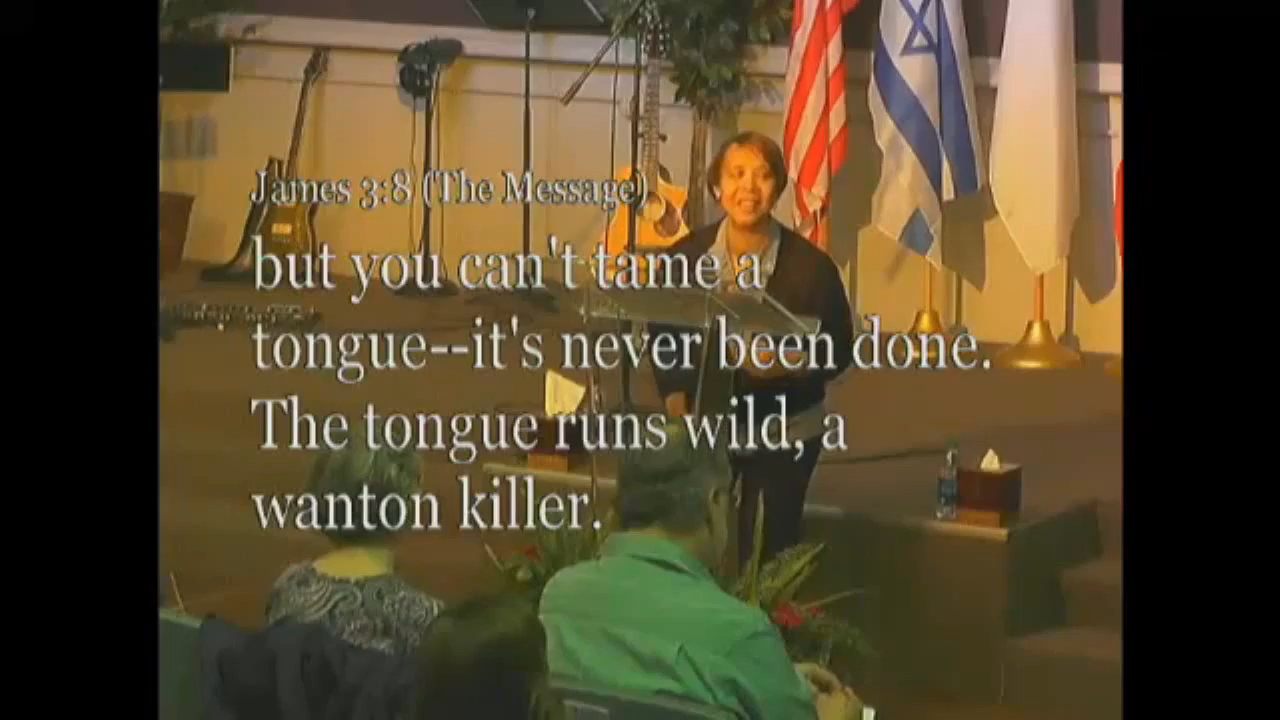 James 3:8 (The Message)
but you can't tame a
tongue--it's never been done.
The tongue runs wild, a
wanton killer.